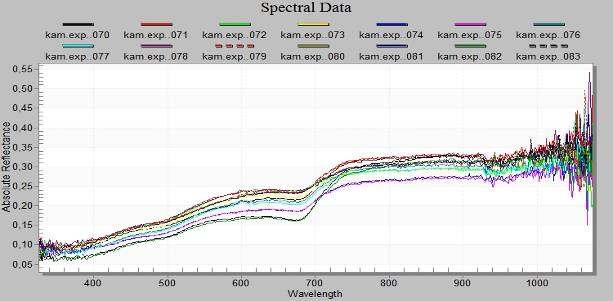 Spectral Data
kam.exp..070 kam.exp..071 kam.exp..072 kam.exp..073 kam.exp..074 kam.exp..075 kam.exp..076
kam.exp..077 kam.exp..078 kam.exp..079 kam.exp..080 kam.exp..081 kam.exp..082 kam.exp..083
0,55
0,50
0,45
0,40
0,35
0,30
0,25
0,20
0,15
0,10
0,05
Absolute Reflectance
400 500 600 700 800 900 1000
Wavelength